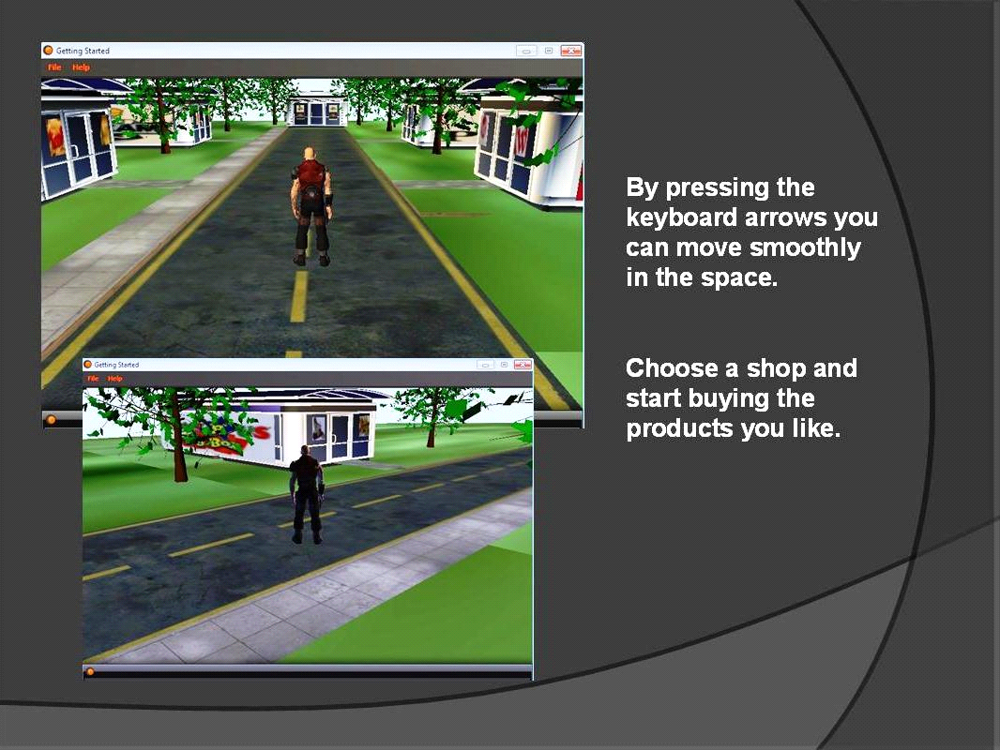 Getting Started
File Help
Getting Started
File Help
By pressing the
keyboard arrows you
can move smoothly
in the space.
Choose a shop and
start buying the
products you like.